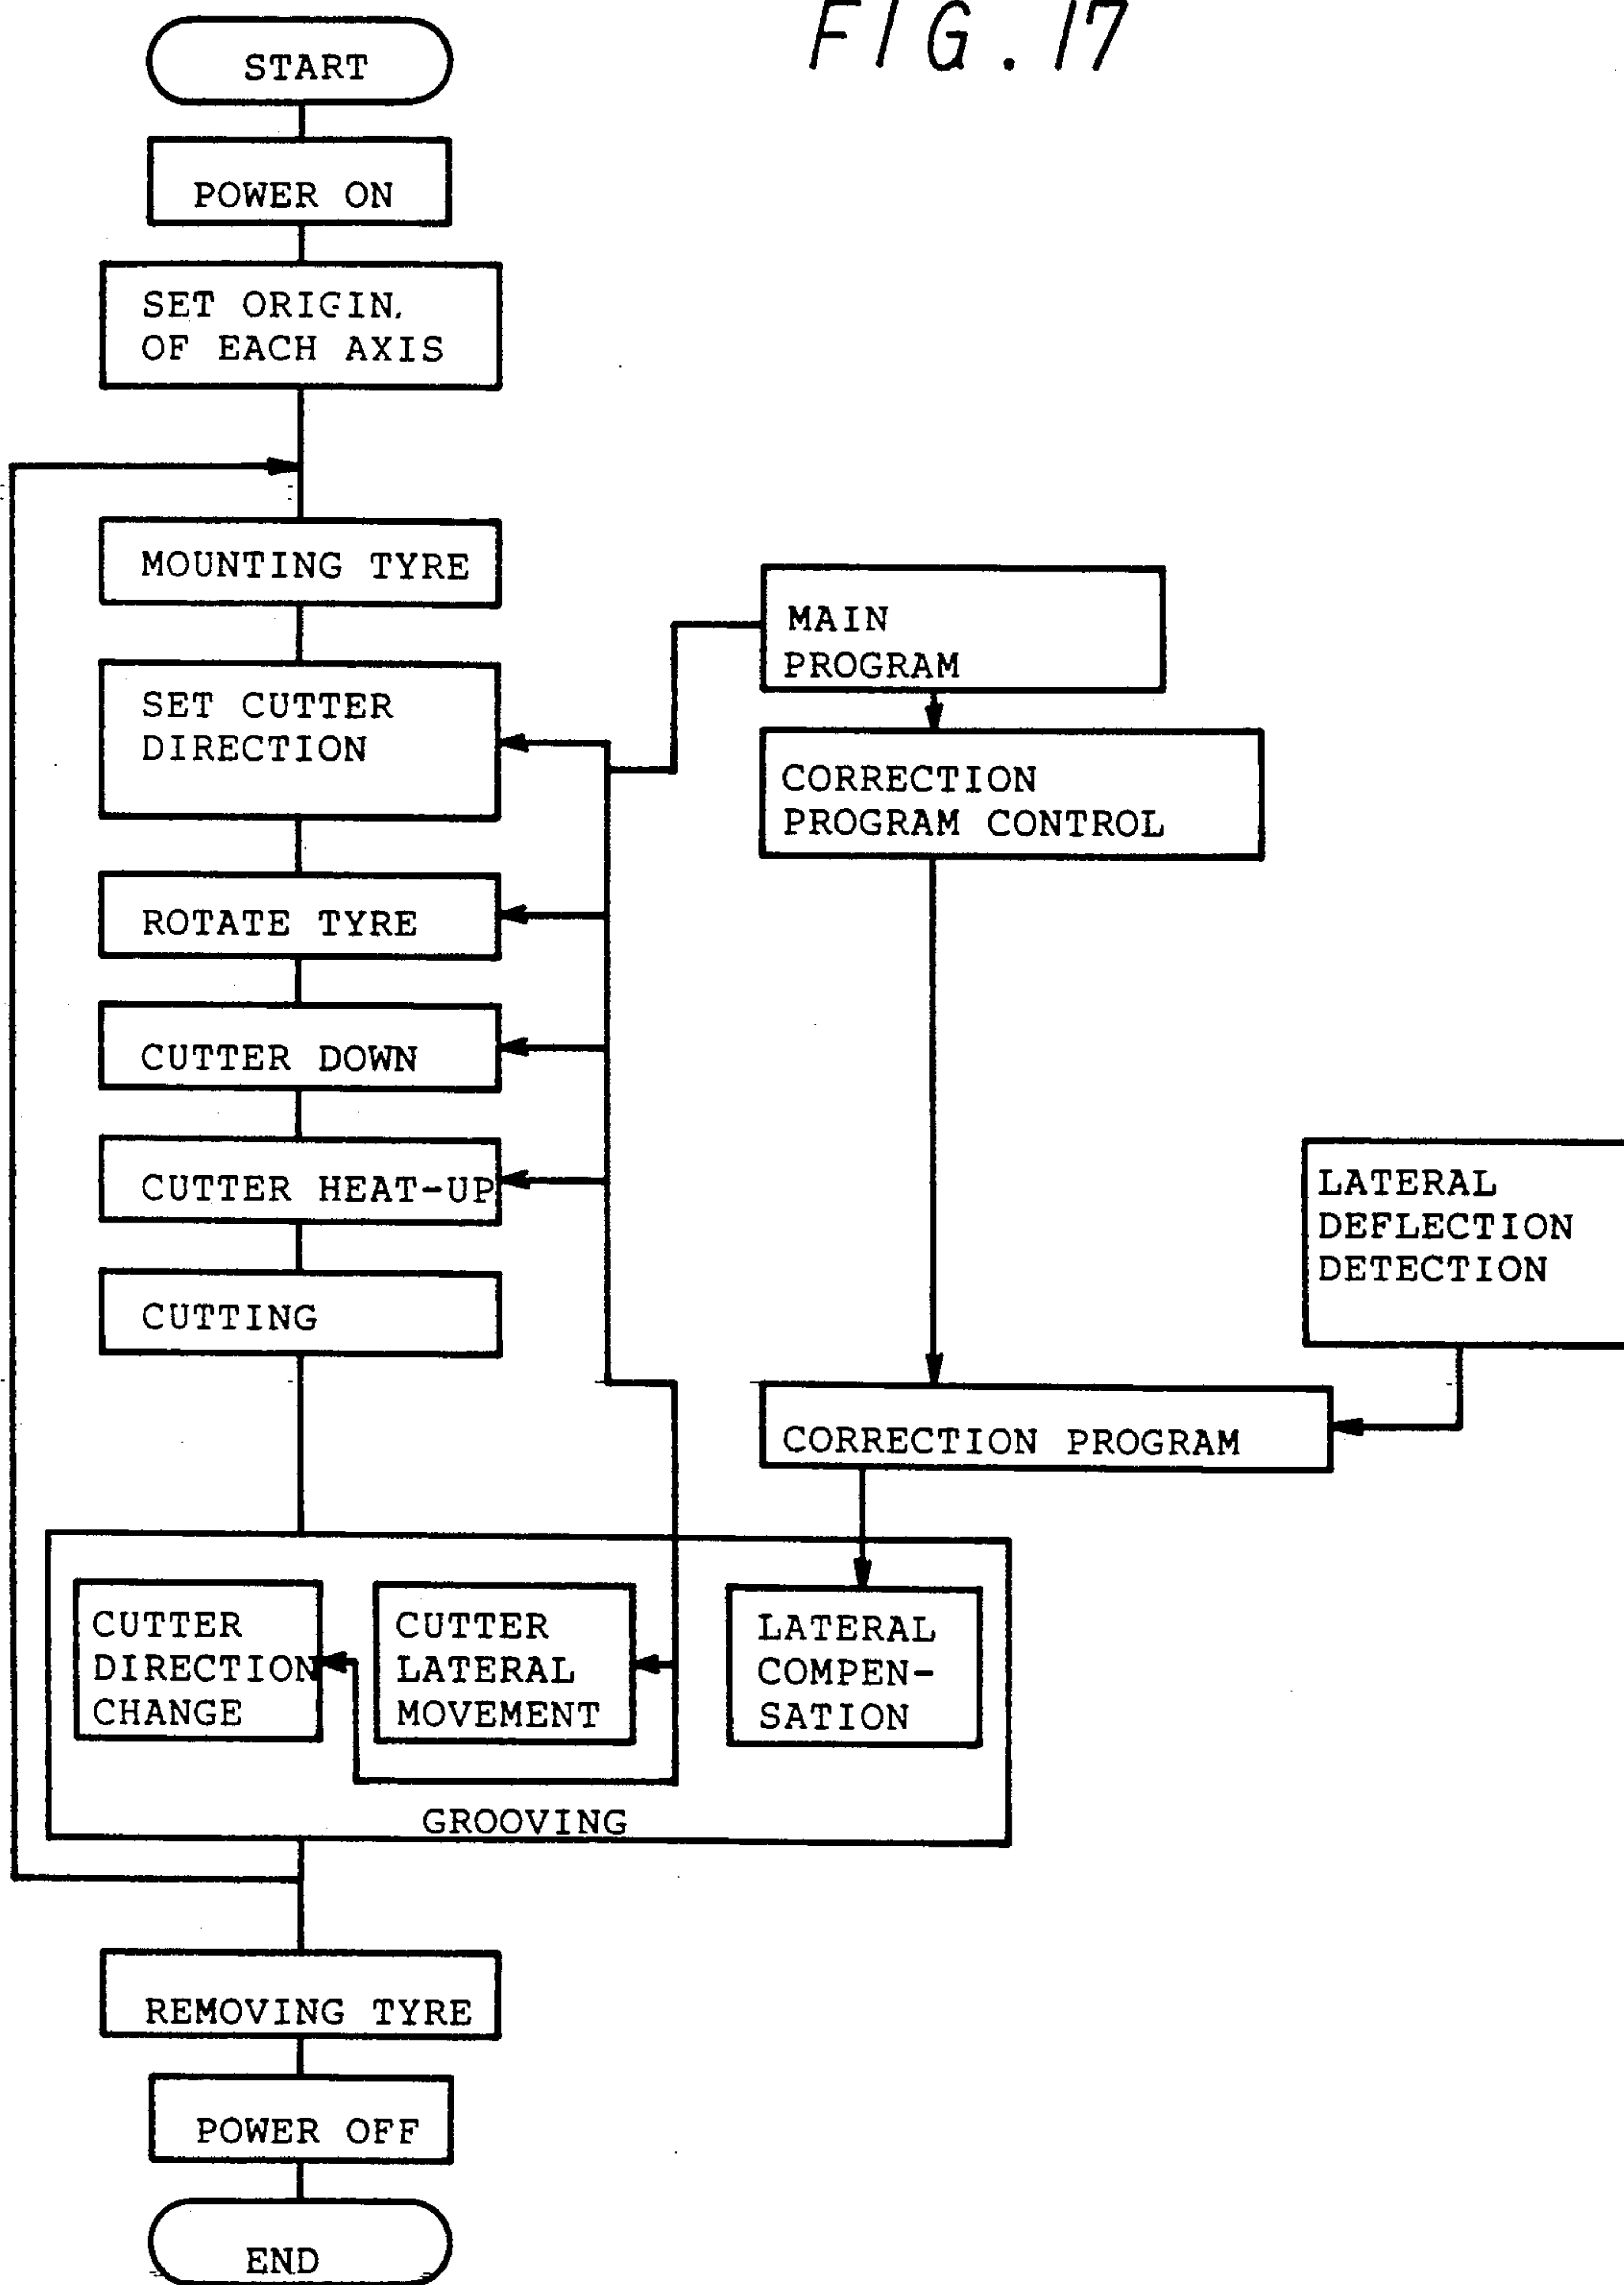 FIG. 17
START
POWER ON
SET ORIGIN.
OF EACH AXIS
MOUNTING TYRE
SET CUTTER
DIRECTION
ROTATE TYRE
CUTTER DOWN
CUTTER HEAT-UP
CUTTING
MAIN
PROGRAM
CORRECTION
PROGRAM CONTROL
LATERAL
DEFLECTION
DETECTION
CORRECTION PROGRAM
CUTTER
DIRECTION
CHANGE
CUTTER
LATERAL
MOVEMENT
LATERAL
COMPEN-
SATION
GROOVING
REMOVING TYRE
POWER OFF
END